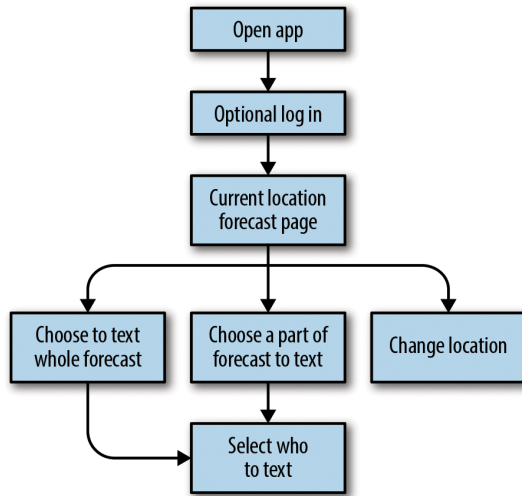 Open app
Optional log in
Current location
forecast page
Choose to text
whole forecast
Choose a part of
forecast to text
Change location
Select who
to text